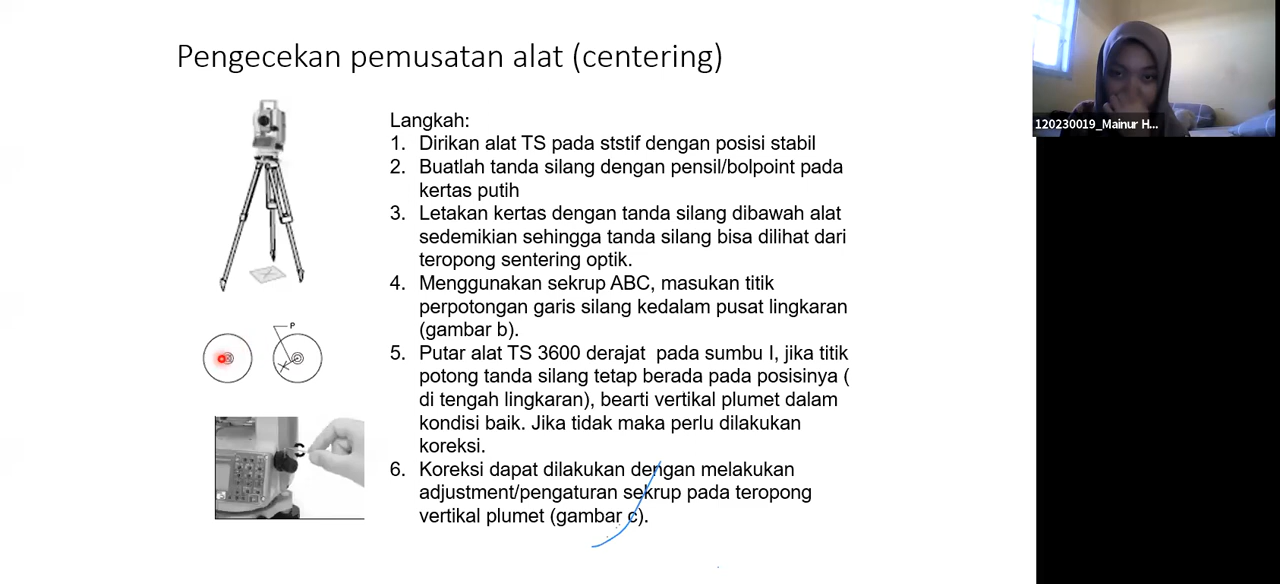 Pengecekan pemusatan alat (centering)
Langkah:
1. Dirikan alat TS pada ststif dengan posisi stabil
2. Buatlah tanda silang dengan pensil/bolpoint pada
kertas putih
3. Letakan kertas dengan tanda silang dibawah alat
sedemikian sehingga tanda silang bisa dilihat dari
teropong sentering optik.
4. Menggunakan sekrup ABC, masukan titik
perpotongan garis silang kedalam pusat lingkaran
(gambar b).
5. Putar alat TS 3600 derajat pada sumbu I, jika titik
potong tanda silang tetap berada pada posisinya (
di tengah lingkaran), bearti vertikal plumet dalam
kondisi baik. Jika tidak maka perlu dilakukan
koreksi.
6. Koreksi dapat dilakukan dengan melakukan
adjustment/pengaturan sekrup pada teropong
vertikal plumet (gambar c).
P
120230019_Mainur H...